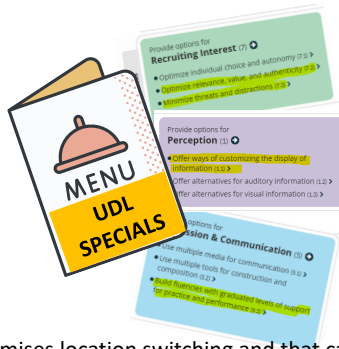 Provide options for
Recruiting Interest (7)
Optimize individual choice and autonomy (7.1) >
Optimize relevance, value, and authenticity (7.2) >
Minimize threats and distractions (7.3) >
MENU
UDL
SPECIALS
Provide options for
Perception (1)
Offer ways of customizing the display of
information (1.1) >
Offer alternatives for auditory information (1.2) >
Offer alternatives for visual information (1.3) >
options for
& Communication (5)
Use multiple media for communication (5.1) >
Use multiple tools for construction and
composition (5.2) >
Build fluencies with graduated levels of support
for practice and performance (5.3) >
location switching and that